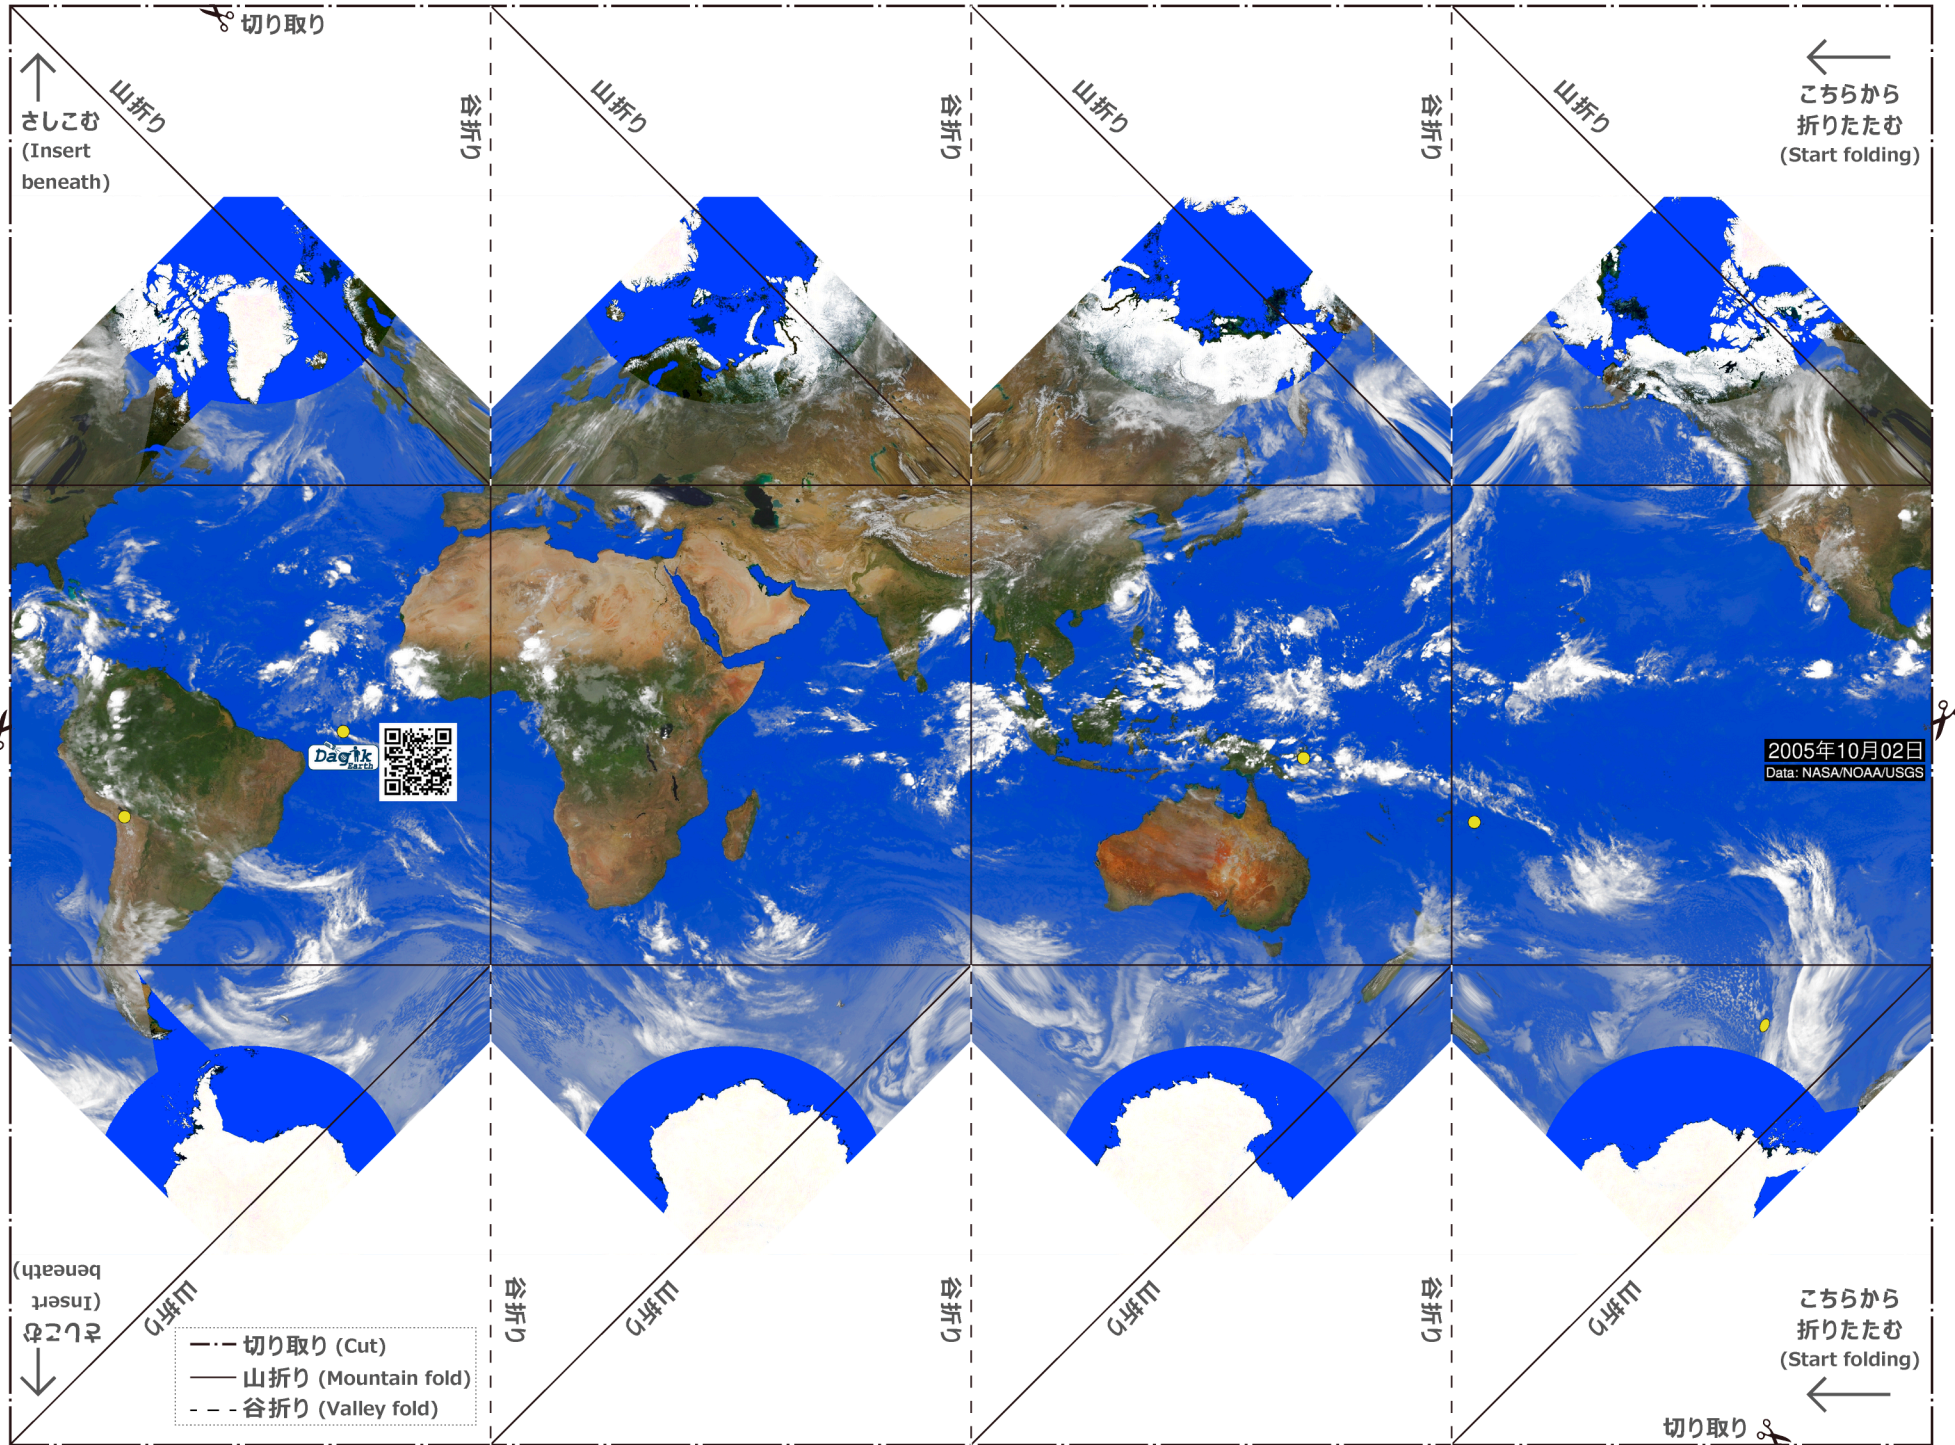 切り取り
さしこむ
(Insert
beneath)
山折り
谷折り
山折り
谷折り
山折り
谷折り
山折り
こちらから
折りたたむ
(Start folding)
Dagik
Earth
2005年10月02日
Data: NASA/NOAA/USGS
さしこむ
(Insert
beneath)
山折り
谷折り
山折り
谷折り
山折り
谷折り
山折り
こちらから
折りたたむ
(Start folding)
切り取り (Cut)
山折り (Mountain fold)
谷折り (Valley fold)
切り取り